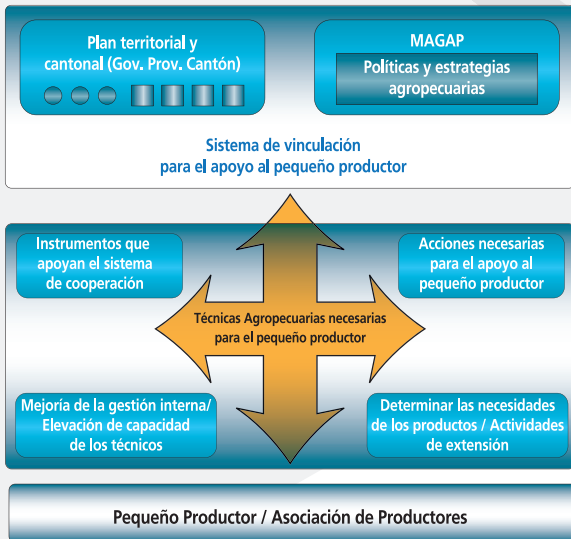 Plan territorial y
cantonal (Gov. Prov. Cantón)
MAGAP
Políticas y estrategias
agropecuarias
Sistema de vinculación
para el apoyo al pequeño productor
Instrumentos que
apoyan el sistema
de cooperación
Acciones necesarias
para el apoyo al
pequeño productor
Técnicas Agropecuarias necesarias
para el pequeño productor
Mejoría de la gestión interna/
Elevación de capacidad
de los técnicos
Determinar las necesidades
de los productos / Actividades
de extensión
Pequeño Productor / Asociación de Productores